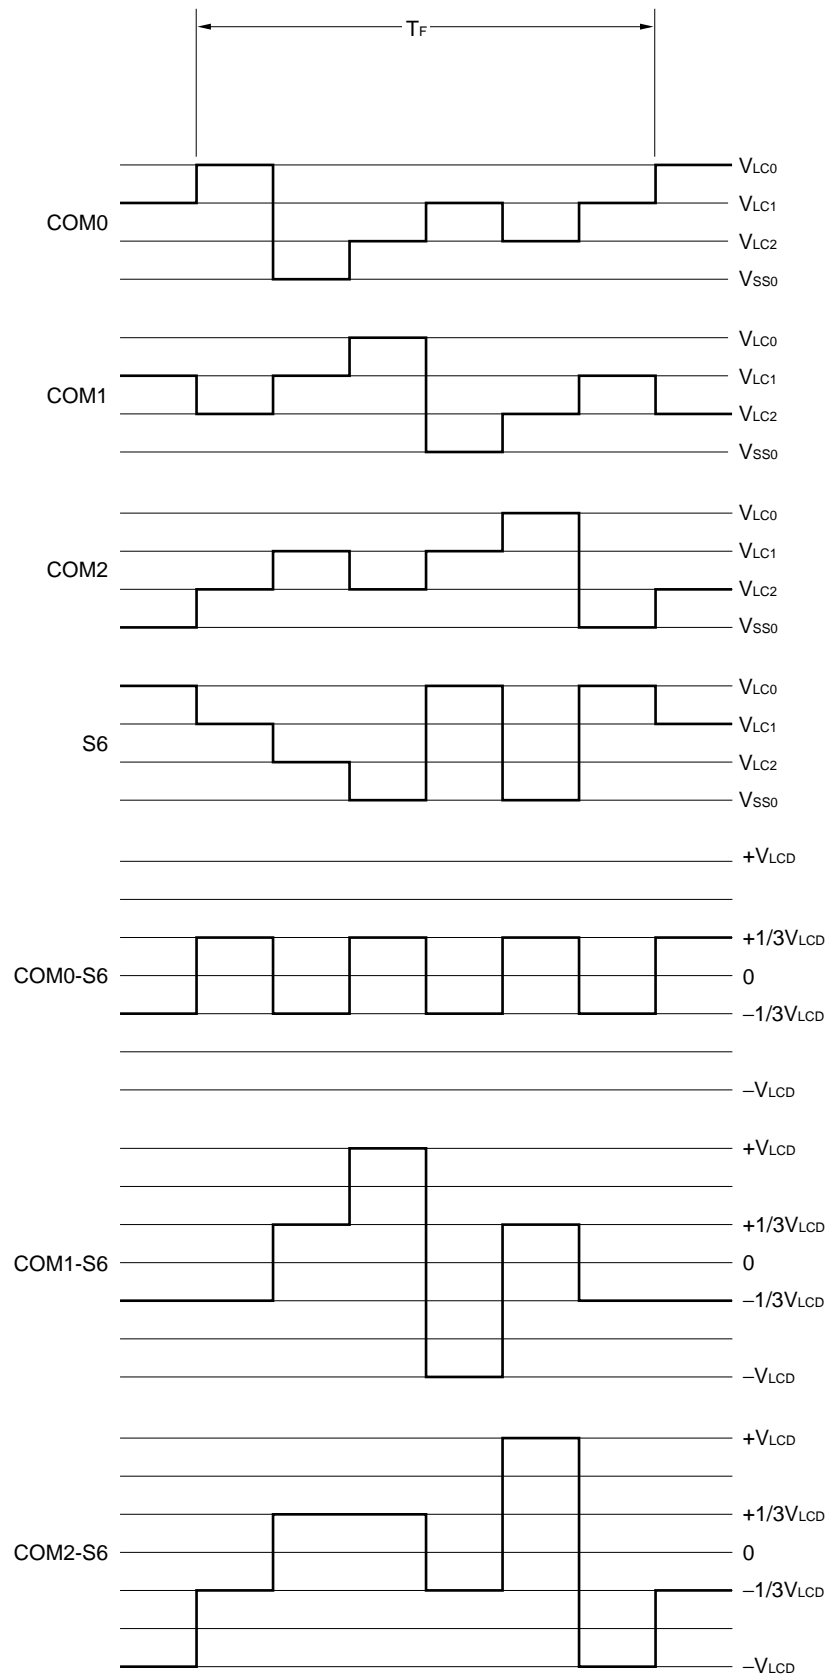 TF
VLC0
VLC1
COM0
VLC2
VSS0
VLC0
VLC1
COM1
VLC2
VSS0
VLC0
VLC1
COM2
VLC2
VSS0
VLC0
VLC1
S6
VLC2
VSS0
+VLCD
+1/3VLCD
COM0-S6
0
–1/3VLCD
–VLCD
+VLCD
+1/3VLCD
COM1-S6
0
–1/3VLCD
–VLCD
+VLCD
+1/3VLCD
COM2-S6
0
–1/3VLCD
–VLCD